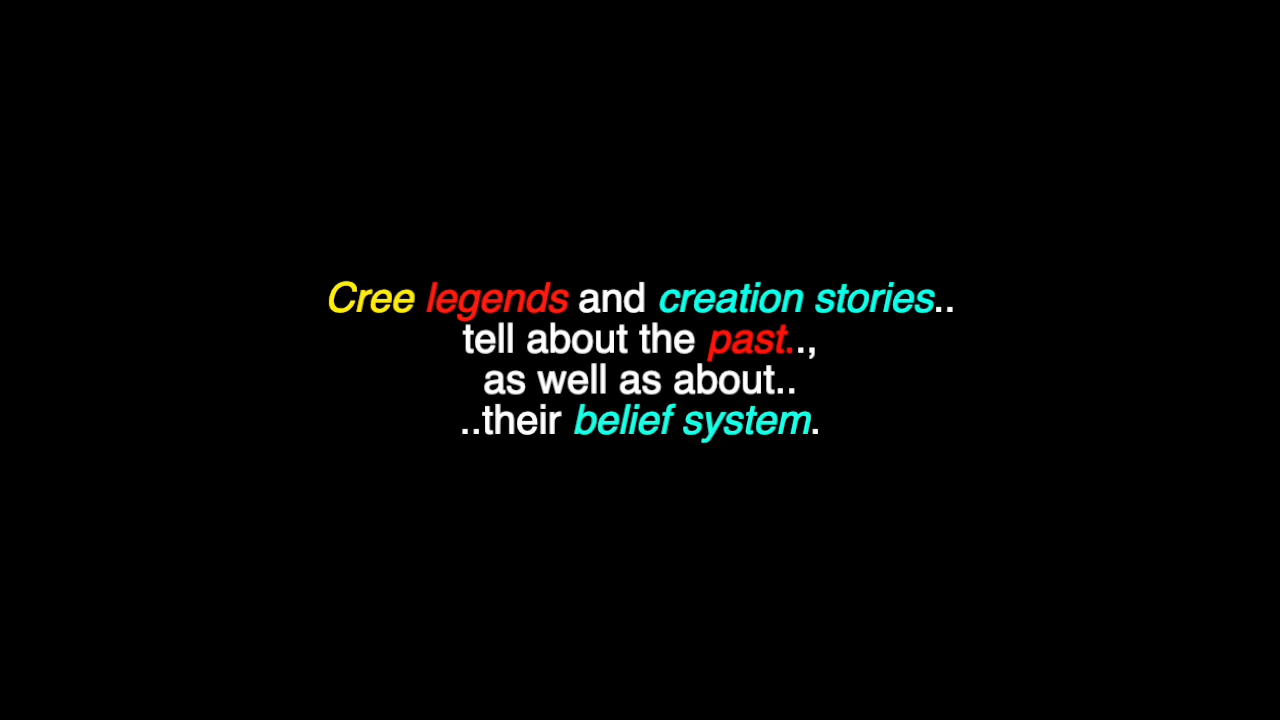 Cree legends and creation stories..
tell about the past..,
as well as about..
..their belief system.